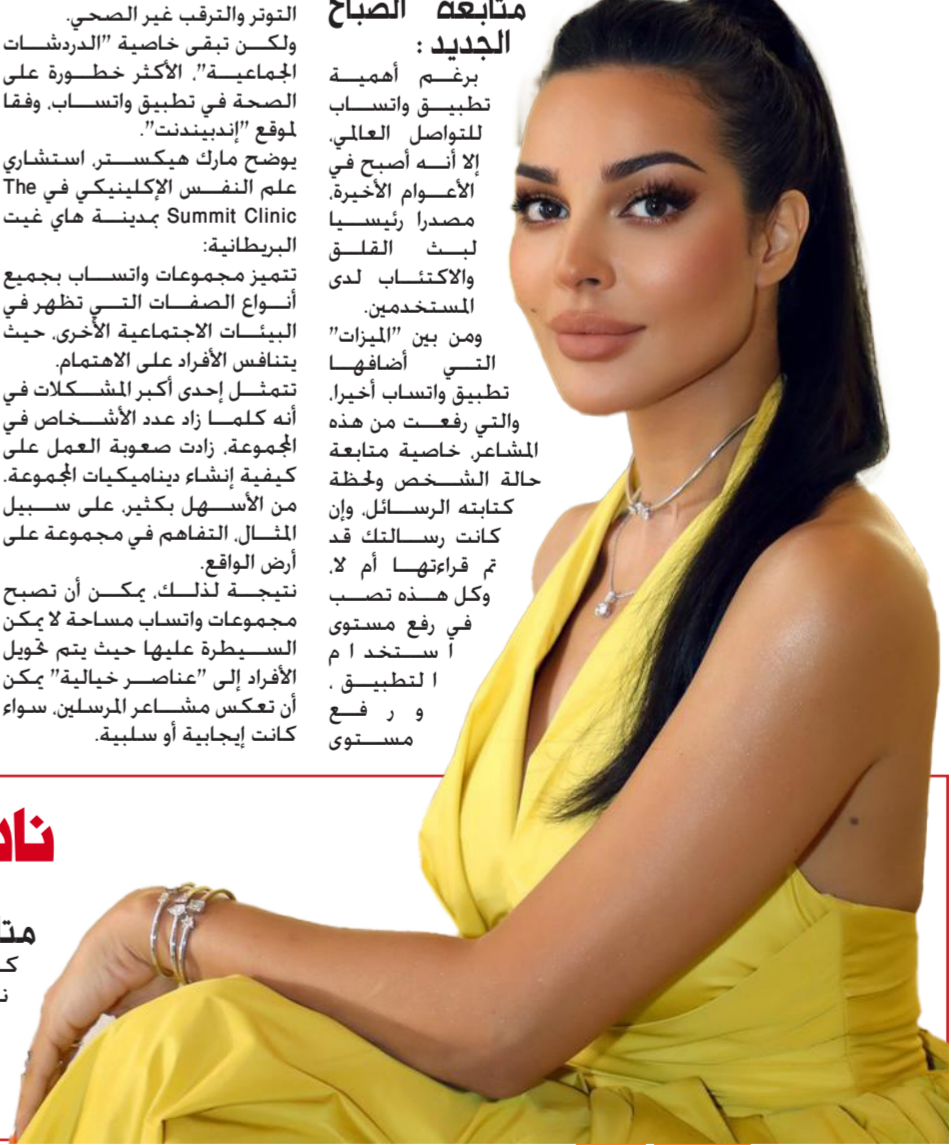 متابعة الصباح
الجديد :
برغم أهمية
تطبيق واتساب
للتواصل العالمي،
إلا أنه أصبح في
الأعوام الأخيرة،
مصدرا رئيسيا
لبث القلق
والاكتئاب لدى
المستخدمين.
ومن بين "الميزات"
التي أضافها
تطبيق واتساب أخيرا،
والتي رفعت من هذه
المشاعر، خاصية متابعة
حالة الشخص ولحظة
كتابته الرسائل، وإن
كانت رسالتك قد
تم قراءتها أم لا،
وكل هذه تصب
في رفع مستوى
استخدام
التطبيق ،
ورفع
مستوى
التوتر والترقب غير الصحي.
ولكن تبقى خاصية "الدردشات
الجماعية"، الأكثر خطورة على
الصحة في تطبيق واتساب، وفقا
لموقع "إندبيندنت".
يوضح مارك هيكستر، استشاري
علم النفس الإكلينيكي في The
Summit Clinic بمدينة هاي غيت
البريطانية:
تتميز مجموعات واتساب بجميع
أنواع الصفات التي تظهر في
البيئات الاجتماعية الأخرى، حيث
يتنافس الأفراد على الاهتمام.
تتمثل إحدى أكبر المشكلات في
أنه كلما زاد عدد الأشخاص في
المجموعة، زادت صعوبة العمل على
كيفية إنشاء ديناميكيات المجموعة.
من الأسهل بكثير، على سبيل
المثال، التفاهم في مجموعة على
أرض الواقع.
نتيجة لذلك، يمكن أن تصبح
مجموعات واتساب مساحة لا يمكن
السيطرة عليها حيث يتم تحويل
الأفراد إلى "عناصر خيالية" يمكن
أن تعكس مشاعر المرسلين، سواء
كانت إيجابية أو سلبية.